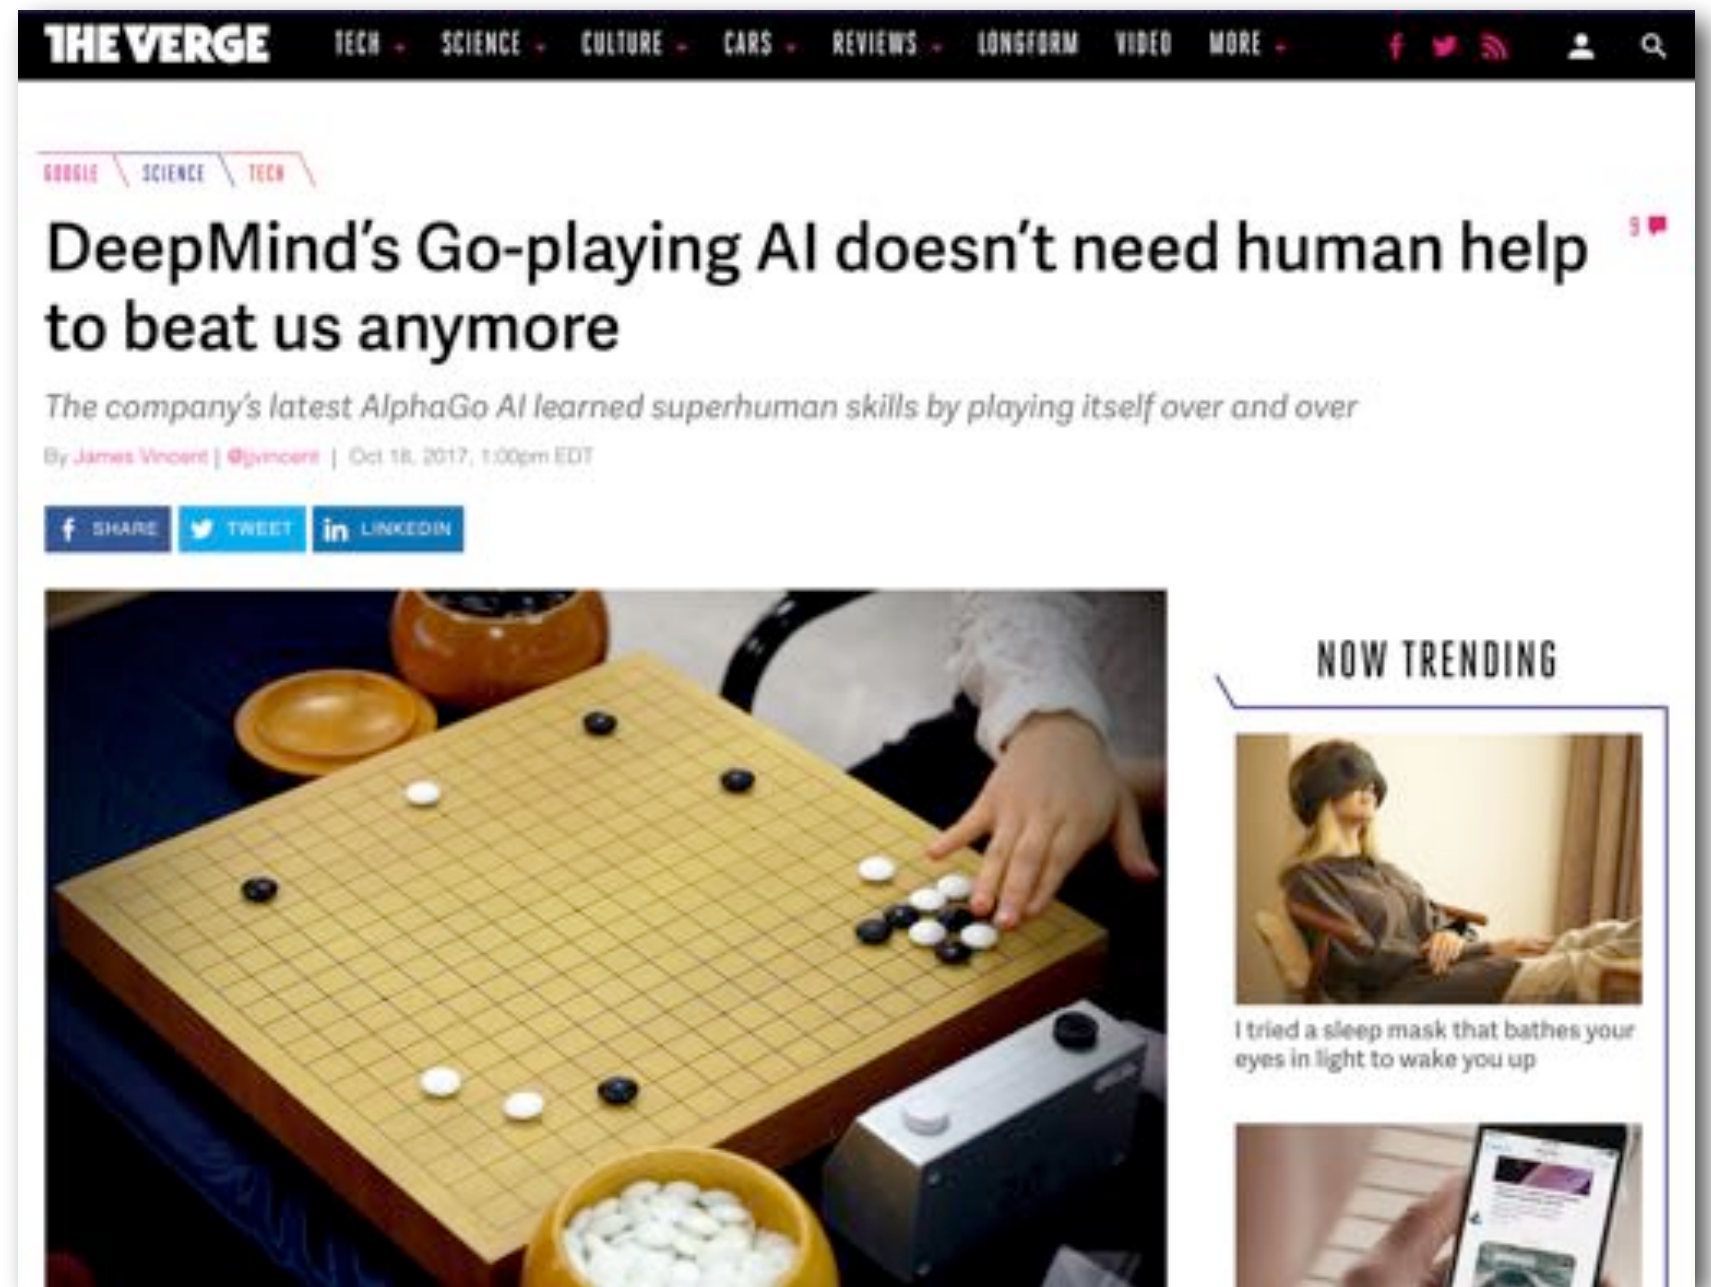 THE VERGE
TECH SCIENCE CULTURE CARS REVIEWS LONGFORM VIDEO MORE
GOOGLE SCIENCE TECH
DeepMind's Go-playing AI doesn't need human help
to beat us anymore
9
The company's latest AlphaGo AI learned superhuman skills by playing itself over and over
By James Vincent | @jjvincent | Oct 18, 2017, 1:00pm EDT
SHARE TWEET LINKEDIN
NOW TRENDING
I tried a sleep mask that bathes your
eyes in light to wake you up